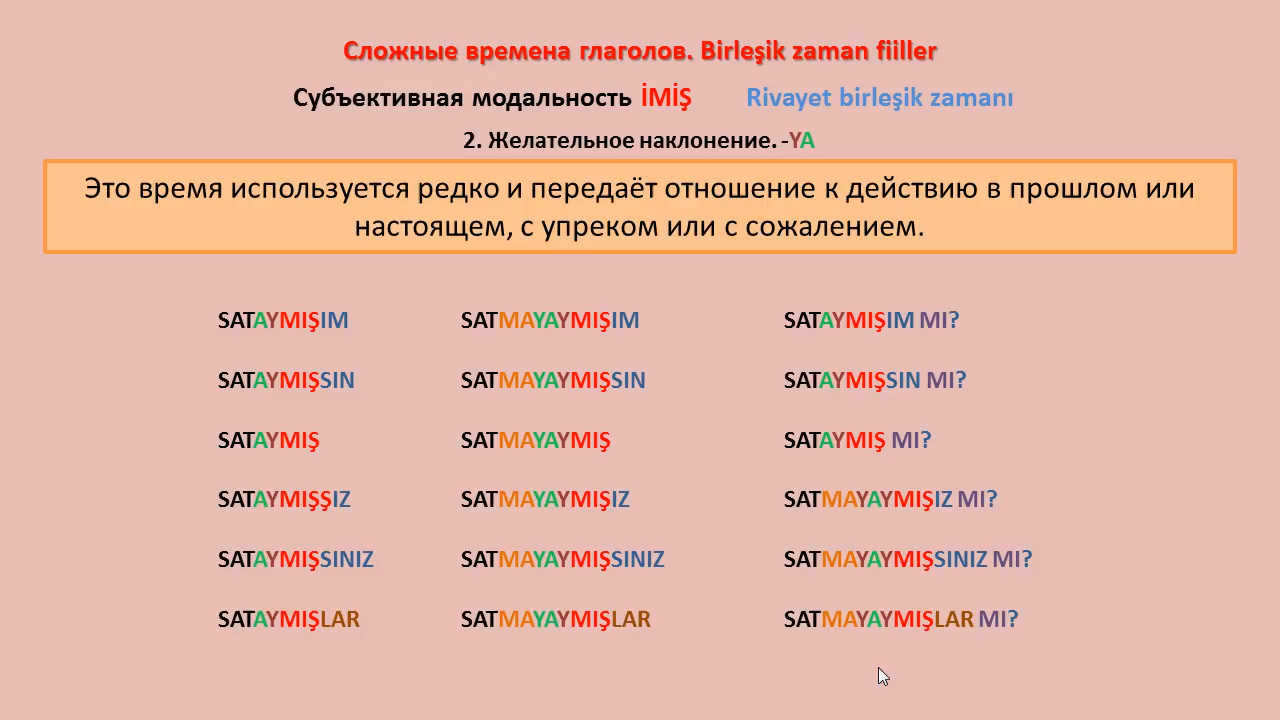 Сложные времена глаголов. Birleşik zaman fiiller
Субъективная модальность İMİŞ Rivayet birleşik zamanı
2. Желательное наклонение. -YA
Это время используется редко и передаёт отношение к действию в прошлом или
настоящем, с упреком или с сожалением.
SATAYMIŞIM SATMAYAYMIŞIM SATAYMIŞIM MI?
SATAYMIŞSIN SATMAYAYMIŞSIN SATAYMIŞSIN MI?
SATAYMIŞ SATMAYAYMIŞ SATAYMIŞ MI?
SATAYMIŞŞIZ SATMAYAYMIŞIZ SATMAYAYMIŞIZ MI?
SATAYMIŞSINIZ SATMAYAYMIŞSINIZ SATMAYAYMIŞSINIZ MI?
SATAYMIŞLAR SATMAYAYMIŞLAR SATMAYAYMIŞLAR MI?